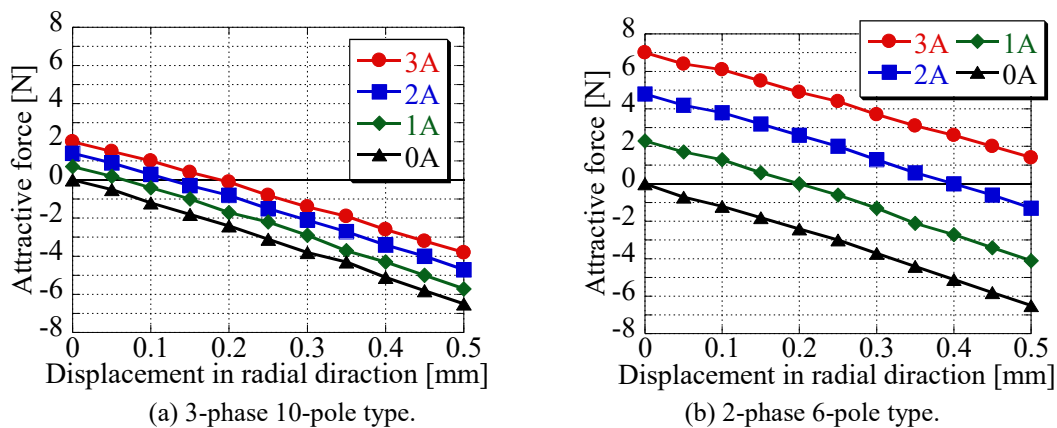 8
6
4
2
0
-2
-4
-6
-8
Attractive force [N]
3A
2A
1A
0A
0 0.1 0.2 0.3 0.4 0.5
Displacement in radial direction [mm]
(a) 3-phase 10-pole type.
8
6
4
2
0
-2
-4
-6
-8
Attractive force [N]
3A 1A
2A 0A
0 0.1 0.2 0.3 0.4 0.5
Displacement in radial direction [mm]
(b) 2-phase 6-pole type.